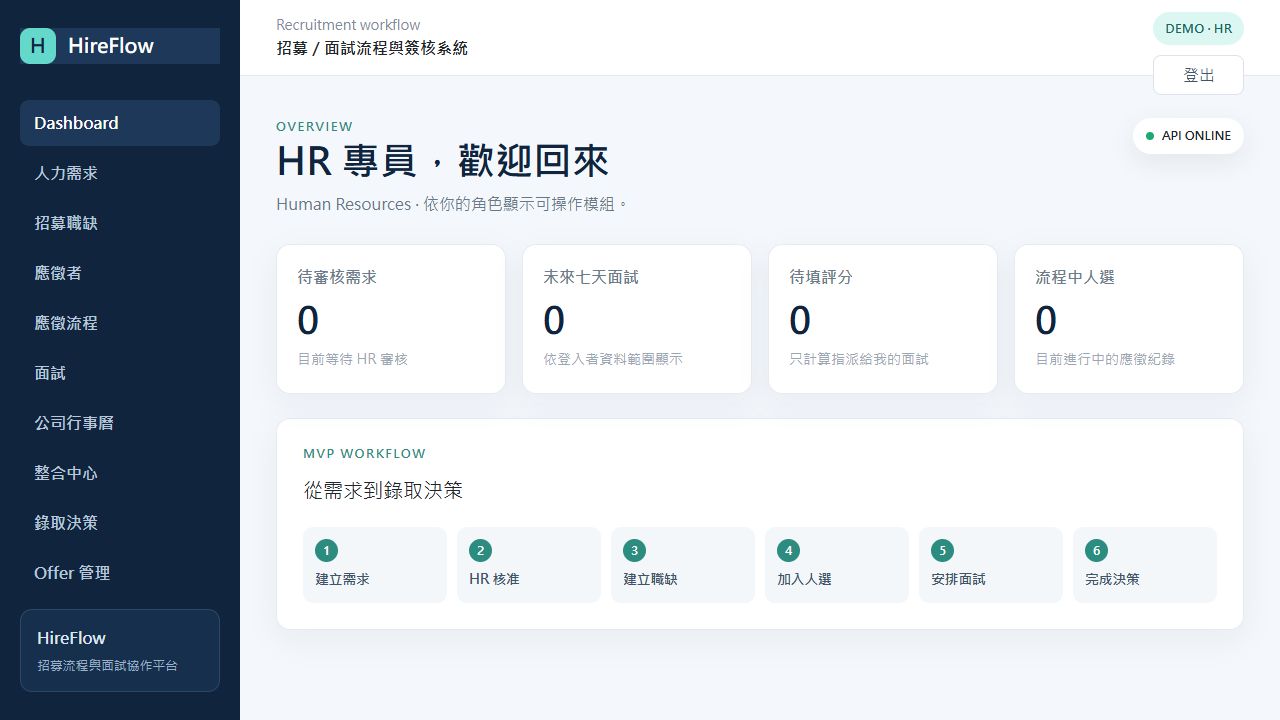 H HireFlow
Dashboard
人力需求
招募職缺
應徵者
應徵流程
面試
公司行事曆
整合中心
錄取決策
Offer 管理
HireFlow
招募流程與面試協作平台
Recruitment workflow
招募 / 面試流程與簽核系統
DEMO · HR
登出
OVERVIEW
HR 專員，歡迎回來
Human Resources · 依你的角色顯示可操作模組。
API ONLINE
待審核需求
0
目前等待 HR 審核
未來七天面試
0
依登入者資料範圍顯示
待填評分
0
只計算指派給我的面試
流程中人選
0
目前進行中的應徵紀錄
MVP WORKFLOW
從需求到錄取決策
1
建立需求
2
HR 核准
3
建立職缺
4
加入人選
5
安排面試
6
完成決策